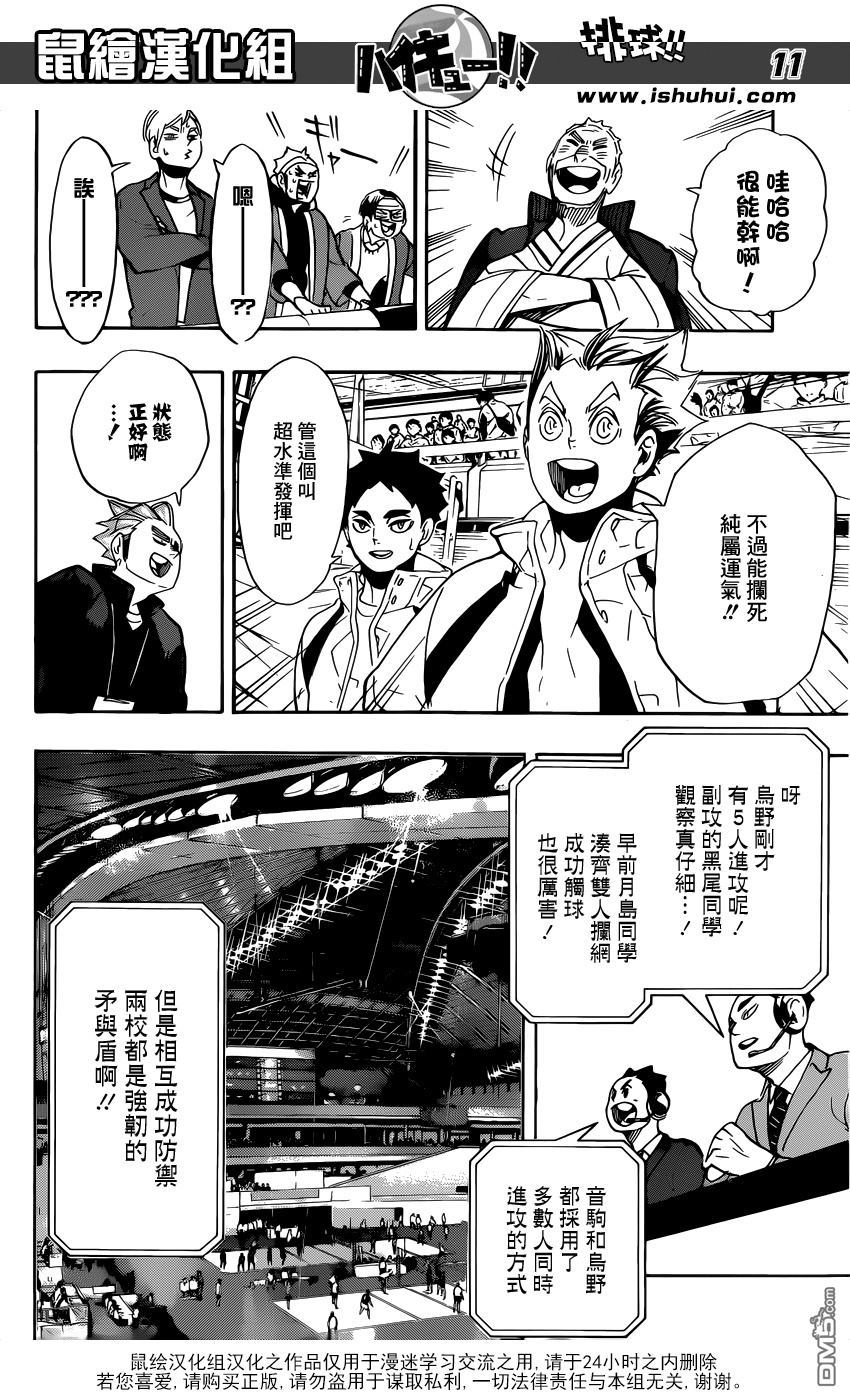 鼠繪漢化組
ハイキュー!!
排球!!
11
www.ishuhui.com
哇哈哈
很能幹啊!
嗯——??
誒——???
不過能攔死
純屬運氣!!
管這個叫
超水準發揮吧
狀態
正好啊
…!
呀
烏野剛才
有5人進攻呢!
副攻的黑尾同學
觀察真仔細…!
早前月島同學
湊齊雙人攔網
成功觸球
也很厲害!
音駒和烏野
都採用了
多數人同時
進攻的方式
但是相互成功防禦
兩校都是強韌的
矛與盾啊!!
DM5.com
鼠绘汉化组汉化之作品仅用于漫迷学习交流之用, 请于24小时之内删除
若您喜爱, 请购买正版, 请勿盗用于谋取私利, 一切法律责任与本组无关, 谢谢.